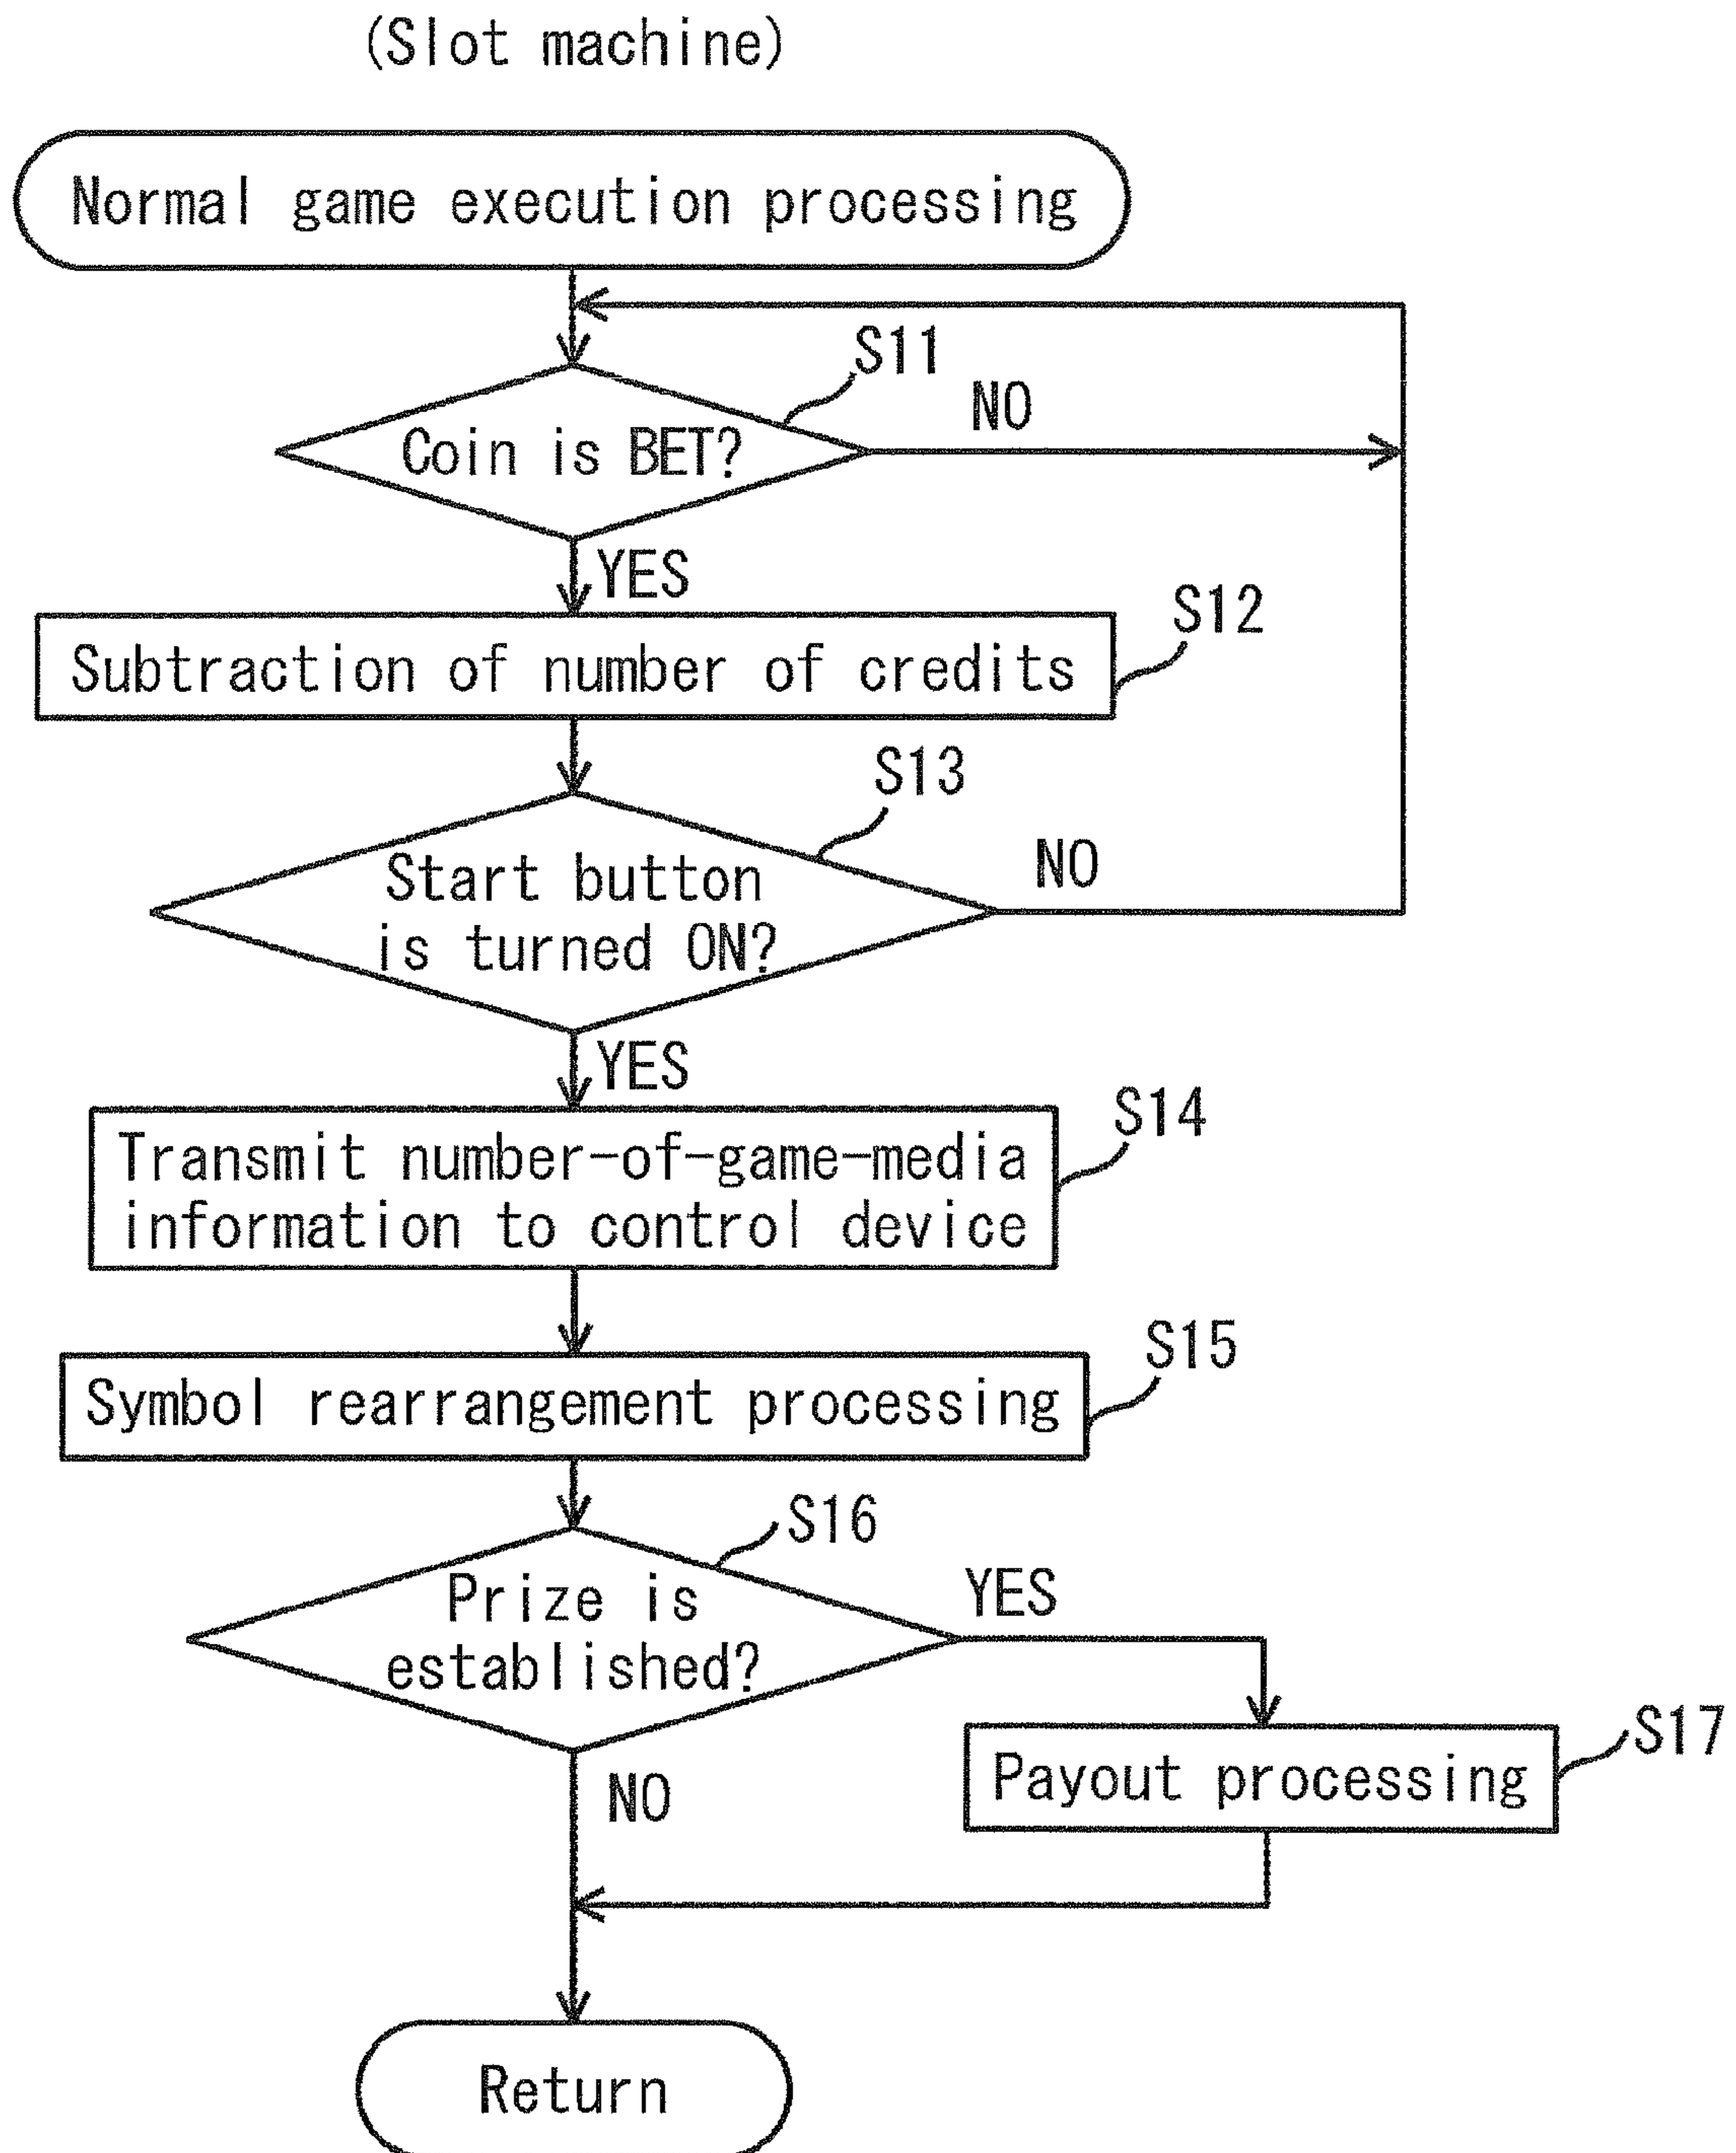 (Slot machine)
Normal game execution processing
S11
Coin is BET?
NO
YES
S12
Subtraction of number of credits
S13
Start button
is turned ON?
NO
YES
S14
Transmit number-of-game-media
information to control device
S15
Symbol rearrangement processing
S16
Prize is
established?
YES
NO
S17
Payout processing
Return